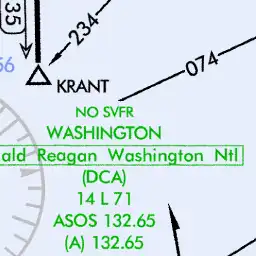 35
234
074
56
KRANT
NO SVFR
WASHINGTON
ald Reagan Washington Ntl
(DCA)
14 L 71
ASOS 132.65
(A) 132.65